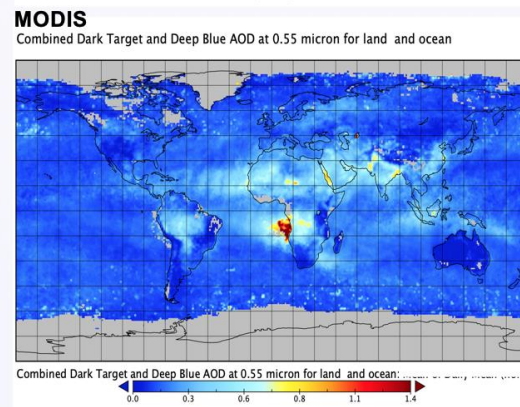 MODIS
Combined Dark Target and Deep Blue AOD at 0.55 micron for land and ocean
Combined Dark Target and Deep Blue AOD at 0.55 micron for land and ocean:
0.0 0.3 0.6 0.8 1.1 1.4